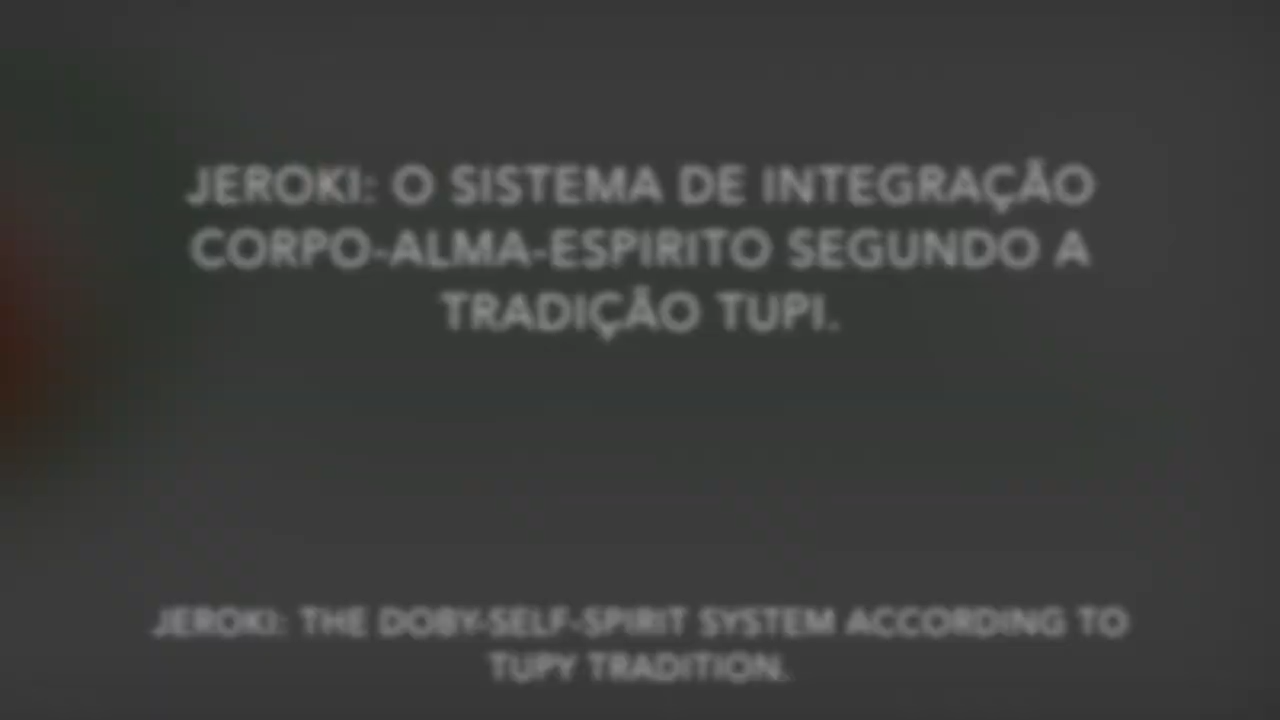 JEROKI: O SISTEMA DE INTEGRAÇÃO
CORPO-ALMA-ESPIRITO SEGUNDO A
TRADIÇÃO TUPI.
JEROKI: THE DOBY-SELF-SPIRIT SYSTEM ACCORDING TO
TUPY TRADITION.